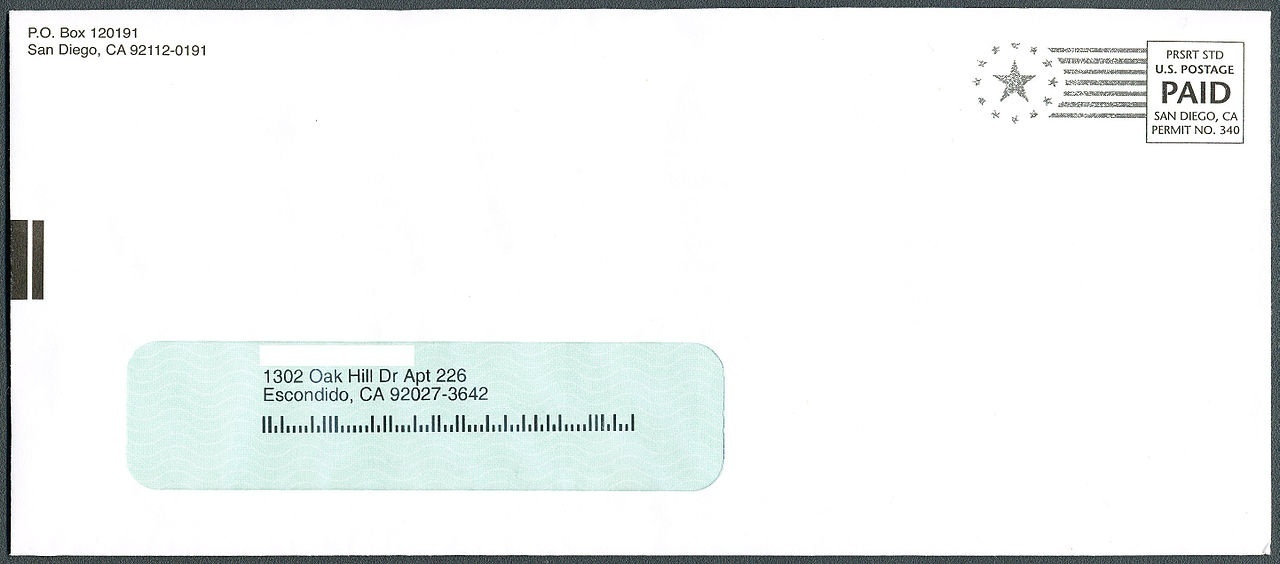 P.O. Box 120191
San Diego, CA 92112-0191
PRSRT STD
U.S. POSTAGE
PAID
SAN DIEGO, CA
PERMIT NO. 340
1302 Oak Hill Dr Apt 226
Escondido, CA 92027-3642